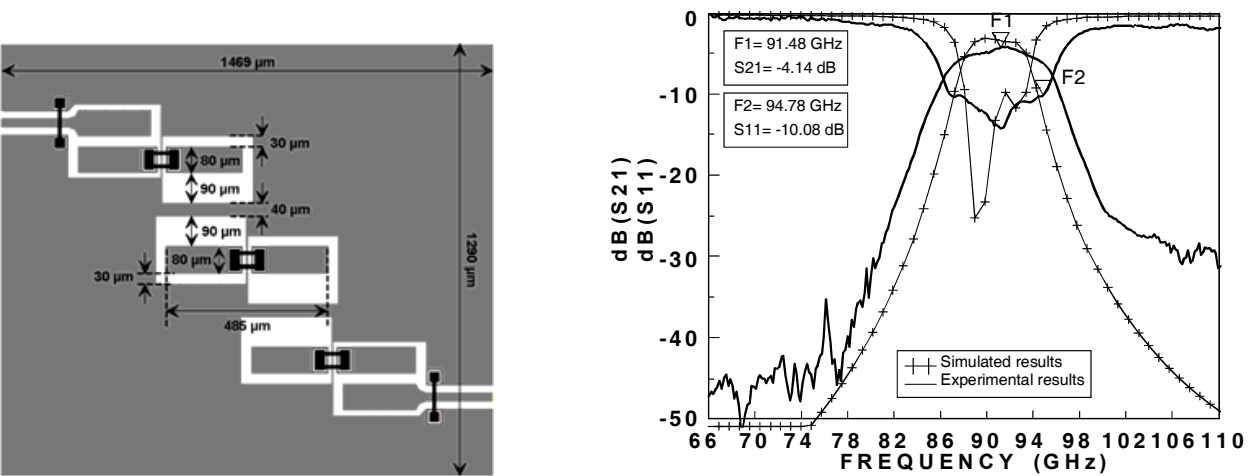 1469 µm
30 µm
80 µm
90 µm
40 µm
90 µm
80 µm
30 µm
485 µm
1290 µm
F1= 91.48 GHz
S21= -4.14 dB
F2= 94.78 GHz
S11= -10.08 dB
F1
F2
0
-10
-20
-30
-40
-50
dB(S21)
dB(S11)
Simulated results
Experimental results
66 70 74 78 82 86 90 94 98 102 106 110
FREQUENCY (GHz)